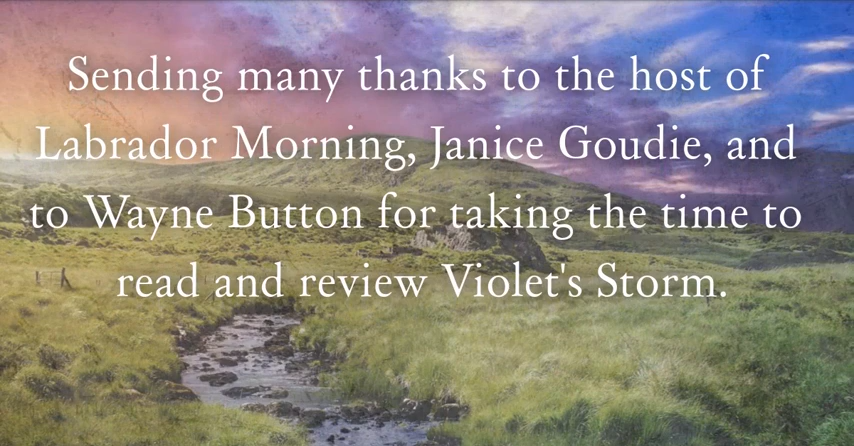 Sending many thanks to the host of
Labrador Morning, Janice Goudie, and
to Wayne Button for taking the time to
read and review Violet's Storm.